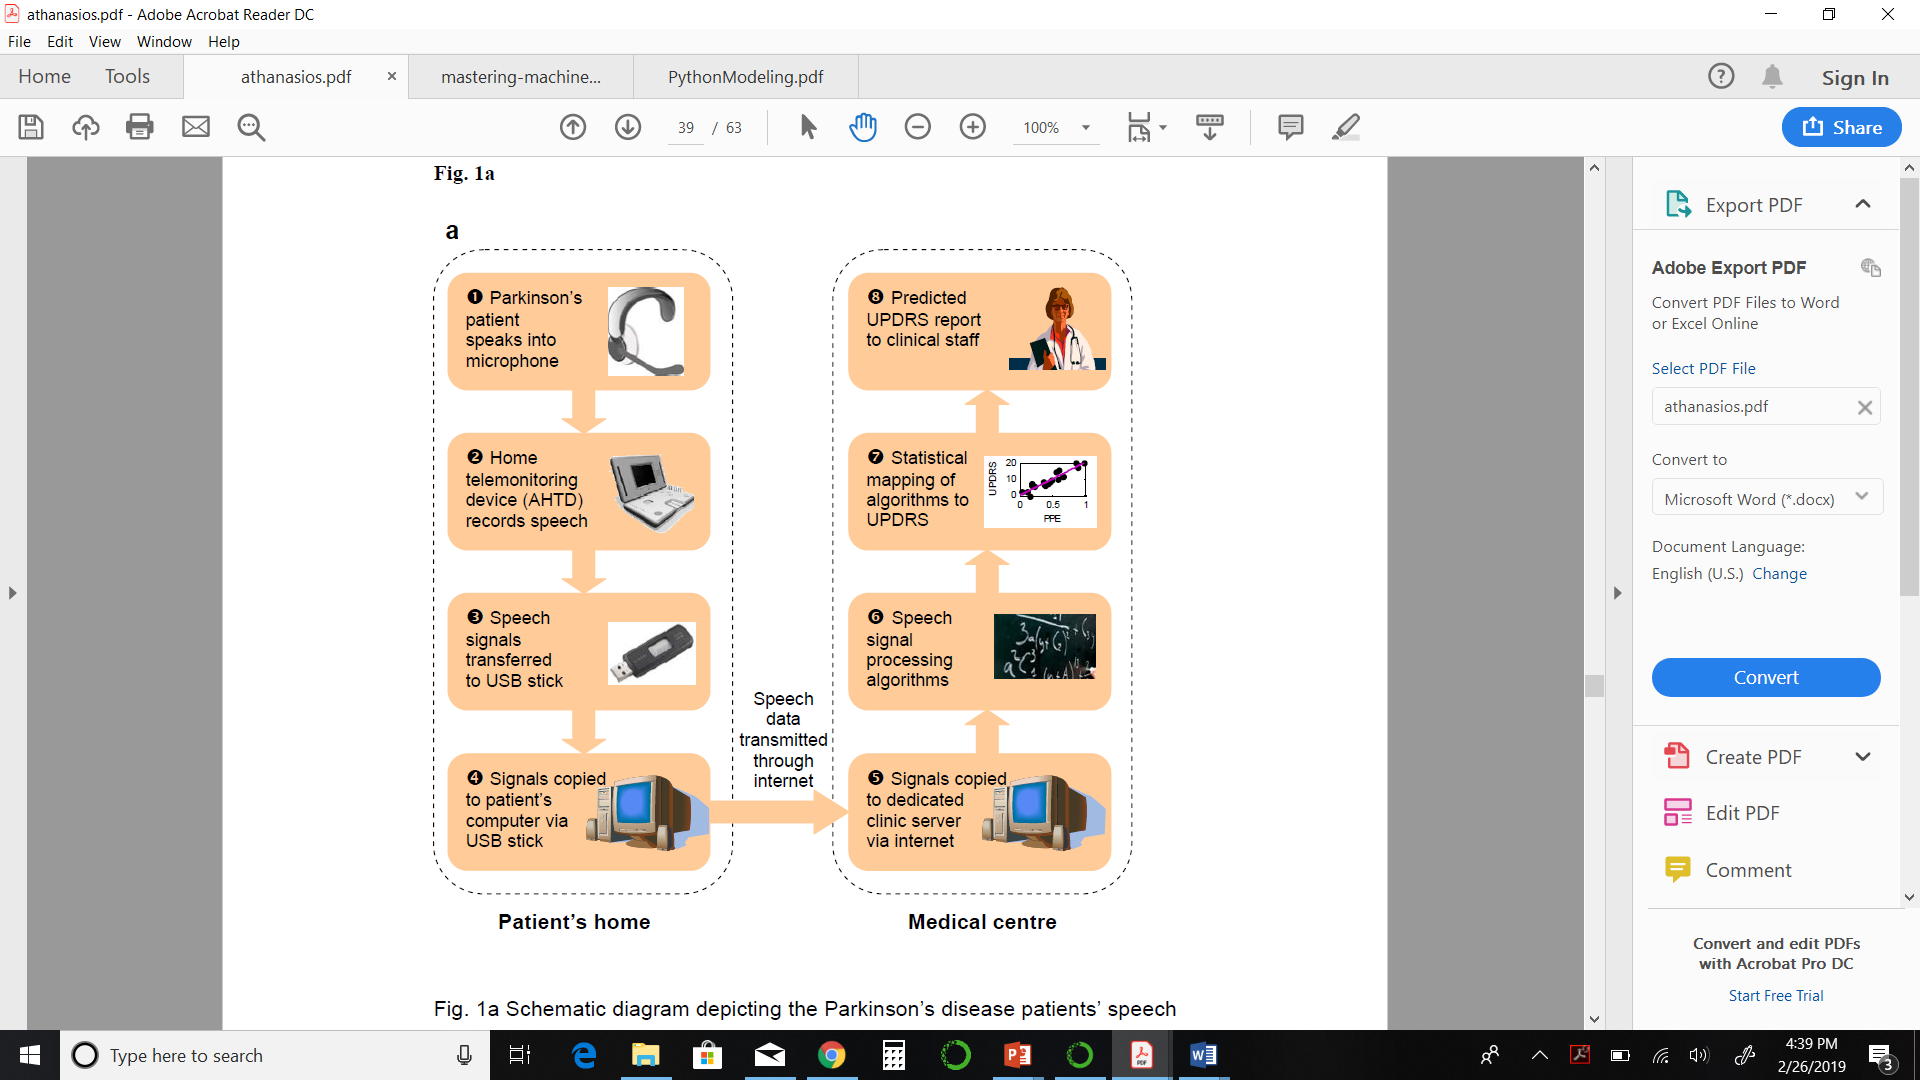 athanasios.pdf - Adobe Acrobat Reader DC
File Edit View Window Help
Home Tools athanasios.pdf × mastering-machine... PythonModeling.pdf Sign In
39 / 63 100% Share
Fig. 1a
a
❶ Parkinson's
patient
speaks into
microphone
❷ Home
telemonitoring
device (AHTD)
records speech
❸ Speech
signals
transferred
to USB stick
❹ Signals copied
to patient's
computer via
USB stick
Patient's home
Speech
data
transmitted
through
internet
❽ Predicted
UPDRS report
to clinical staff
❼ Statistical
mapping of
algorithms to
UPDRS
UPDRS
20
10
0
0 0.5 1
PPE
❻ Speech
signal
processing
algorithms
❺ Signals copied
to dedicated
clinic server
via internet
Medical centre
Fig. 1a Schematic diagram depicting the Parkinson's disease patients' speech
Export PDF
Adobe Export PDF
Convert PDF Files to Word
or Excel Online
Select PDF File
athanasios.pdf
Convert to
Microsoft Word (*.docx)
Document Language:
English (U.S.) Change
Convert
Create PDF
Edit PDF
Comment
Convert and edit PDFs
with Acrobat Pro DC
Start Free Trial
Type here to search
4:39 PM
2/26/2019
3